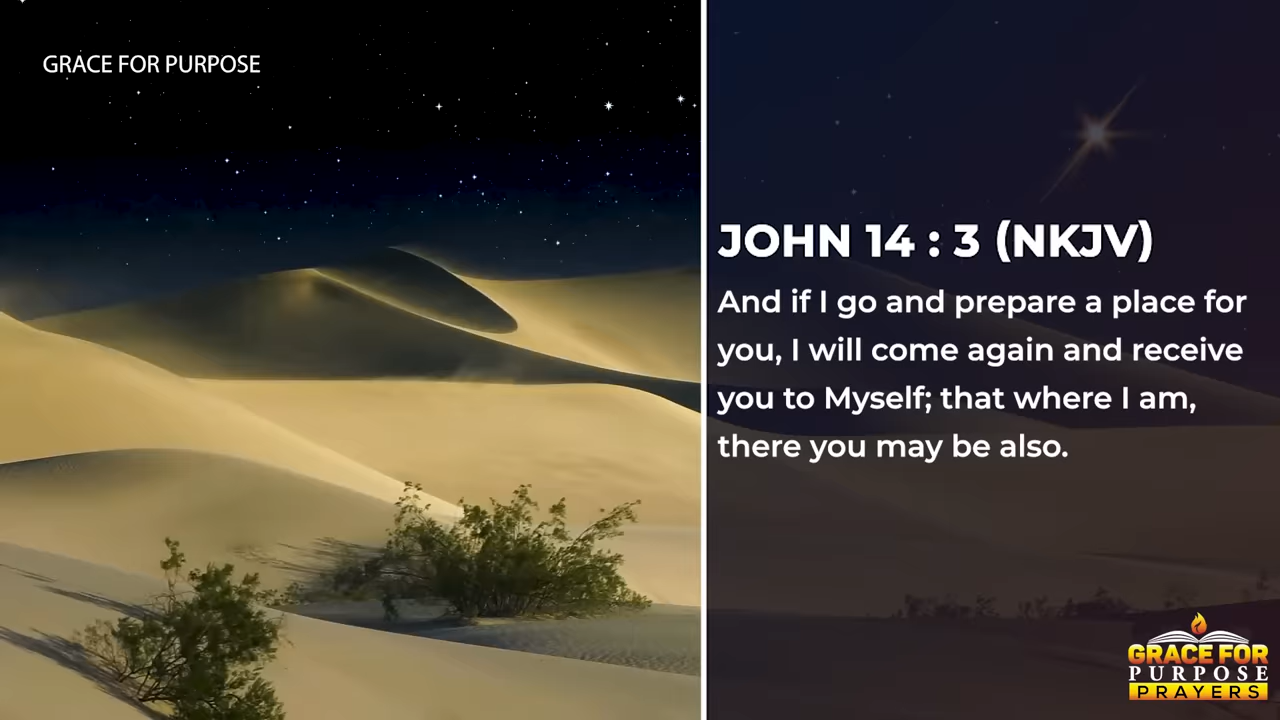 GRACE FOR PURPOSE
JOHN 14 : 3 (NKJV)
And if I go and prepare a place for
you, I will come again and receive
you to Myself; that where I am,
there you may be also.
GRACE FOR
PURPOSE
PRAYERS